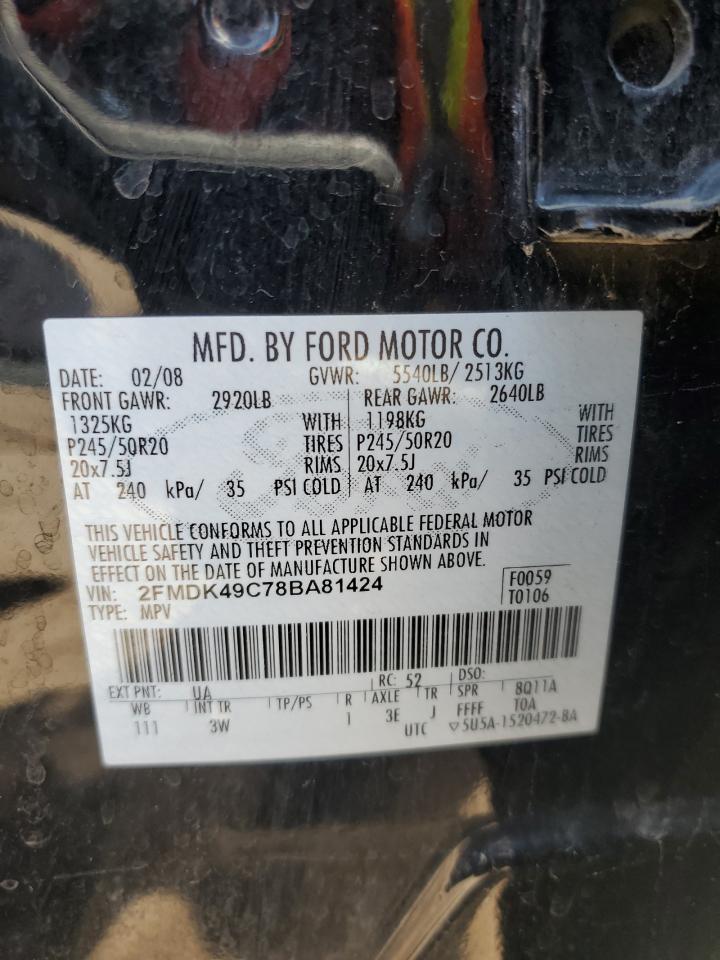 MFD. BY FORD MOTOR CO.
DATE: 02/08 GVWR: 5540LB/ 2513KG
FRONT GAWR: 2920LB REAR GAWR: 2640LB
1325KG WITH 1198KG WITH
P245/50R20 TIRES P245/50R20 TIRES
20x7.5J RIMS 20x7.5J RIMS
AT 240 kPa/ 35 PSI COLD AT 240 kPa/ 35 PSI COLD
THIS VEHICLE CONFORMS TO ALL APPLICABLE FEDERAL MOTOR
VEHICLE SAFETY AND THEFT PREVENTION STANDARDS IN
EFFECT ON THE DATE OF MANUFACTURE SHOWN ABOVE.
VIN: 2FMDK49C78BA81424 F0059
TYPE: MPV T0106
EXT PNT: UA RC: 52 DSO:
WB INT TR TP/PS R AXLE TR SPR 8Q11A
111 3W 1 3E J FFFF T0A
UTC ▽5U5A-1520472-BA